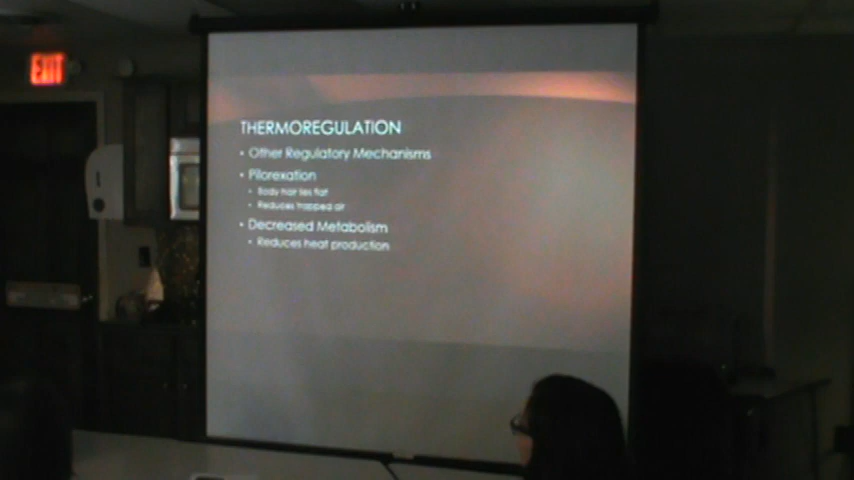 EXIT
THERMOREGULATION
• Other Regulatory Mechanisms
• Pilorexation
• Body hair lies flat
• Reduces trapped air
• Decreased Metabolism
• Reduces heat production